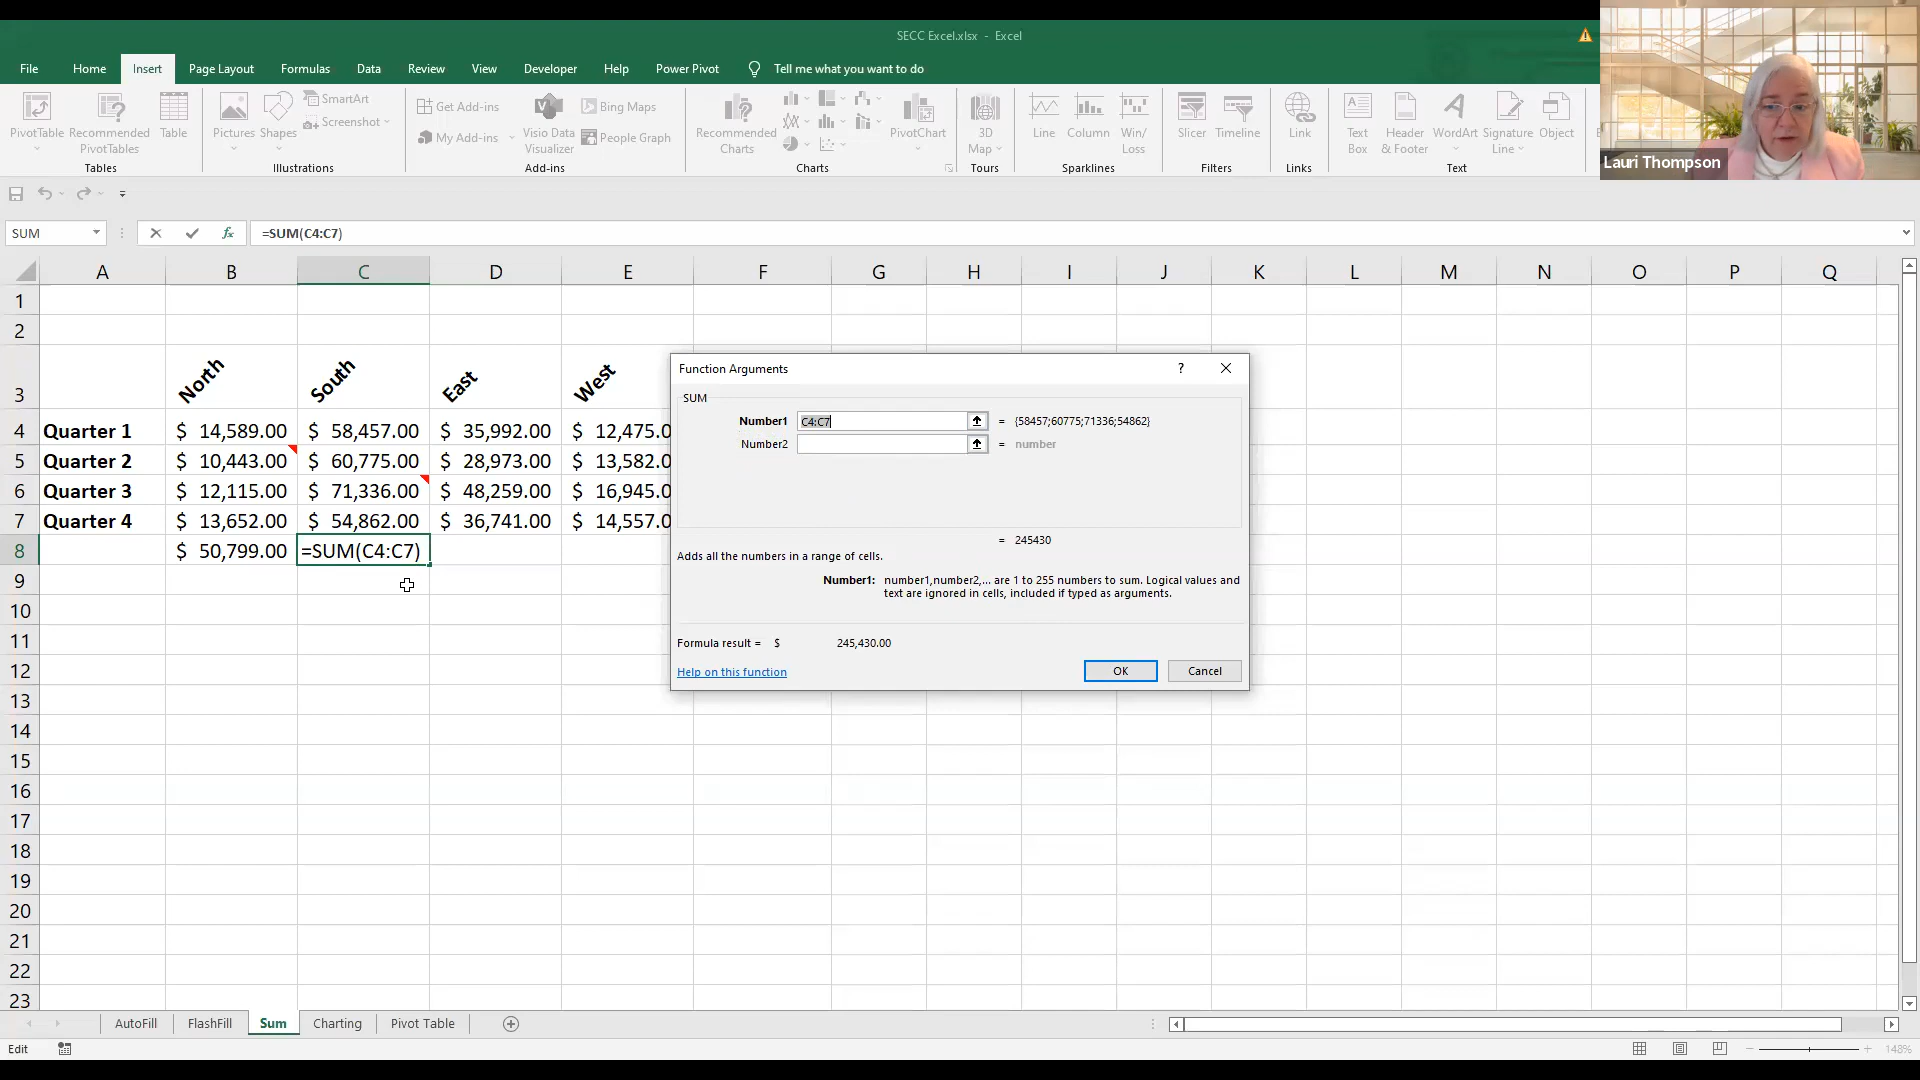 SECC Excel.xlsx - Excel
File Home Insert Page Layout Formulas Data Review View Developer Help Power Pivot Tell me what you want to do
PivotTable Recommended PivotTables Table
Tables
Pictures Shapes SmartArt Screenshot
Illustrations
Get Add-ins My Add-ins Visio Data Visualizer Bing Maps People Graph
Add-ins
Recommended Charts PivotChart
Charts
3D Map
Tours
Line Column Win/ Loss
Sparklines
Slicer Timeline
Filters
Link
Links
Text Box Header & Footer WordArt Signature Line Object
Text
Lauri Thompson
SUM fx =SUM(C4:C7)
A B C D E F G H I J K L M N O P Q
1
2
3 North South East West
4 Quarter 1 $ 14,589.00 $ 58,457.00 $ 35,992.00 $ 12,475.0
5 Quarter 2 $ 10,443.00 $ 60,775.00 $ 28,973.00 $ 13,582.0
6 Quarter 3 $ 12,115.00 $ 71,336.00 $ 48,259.00 $ 16,945.0
7 Quarter 4 $ 13,652.00 $ 54,862.00 $ 36,741.00 $ 14,557.0
8 $ 50,799.00 =SUM(C4:C7)
9
10
11
12
13
14
15
16
17
18
19
20
21
22
23
Function Arguments ?
SUM
Number1 C4:C7 = {58457;60775;71336;54862}
Number2 = number
= 245430
Adds all the numbers in a range of cells.
Number1: number1,number2,... are 1 to 255 numbers to sum. Logical values and
text are ignored in cells, included if typed as arguments.
Formula result = $ 245,430.00
Help on this function OK Cancel
AutoFill FlashFill Sum Charting Pivot Table
Edit 148%